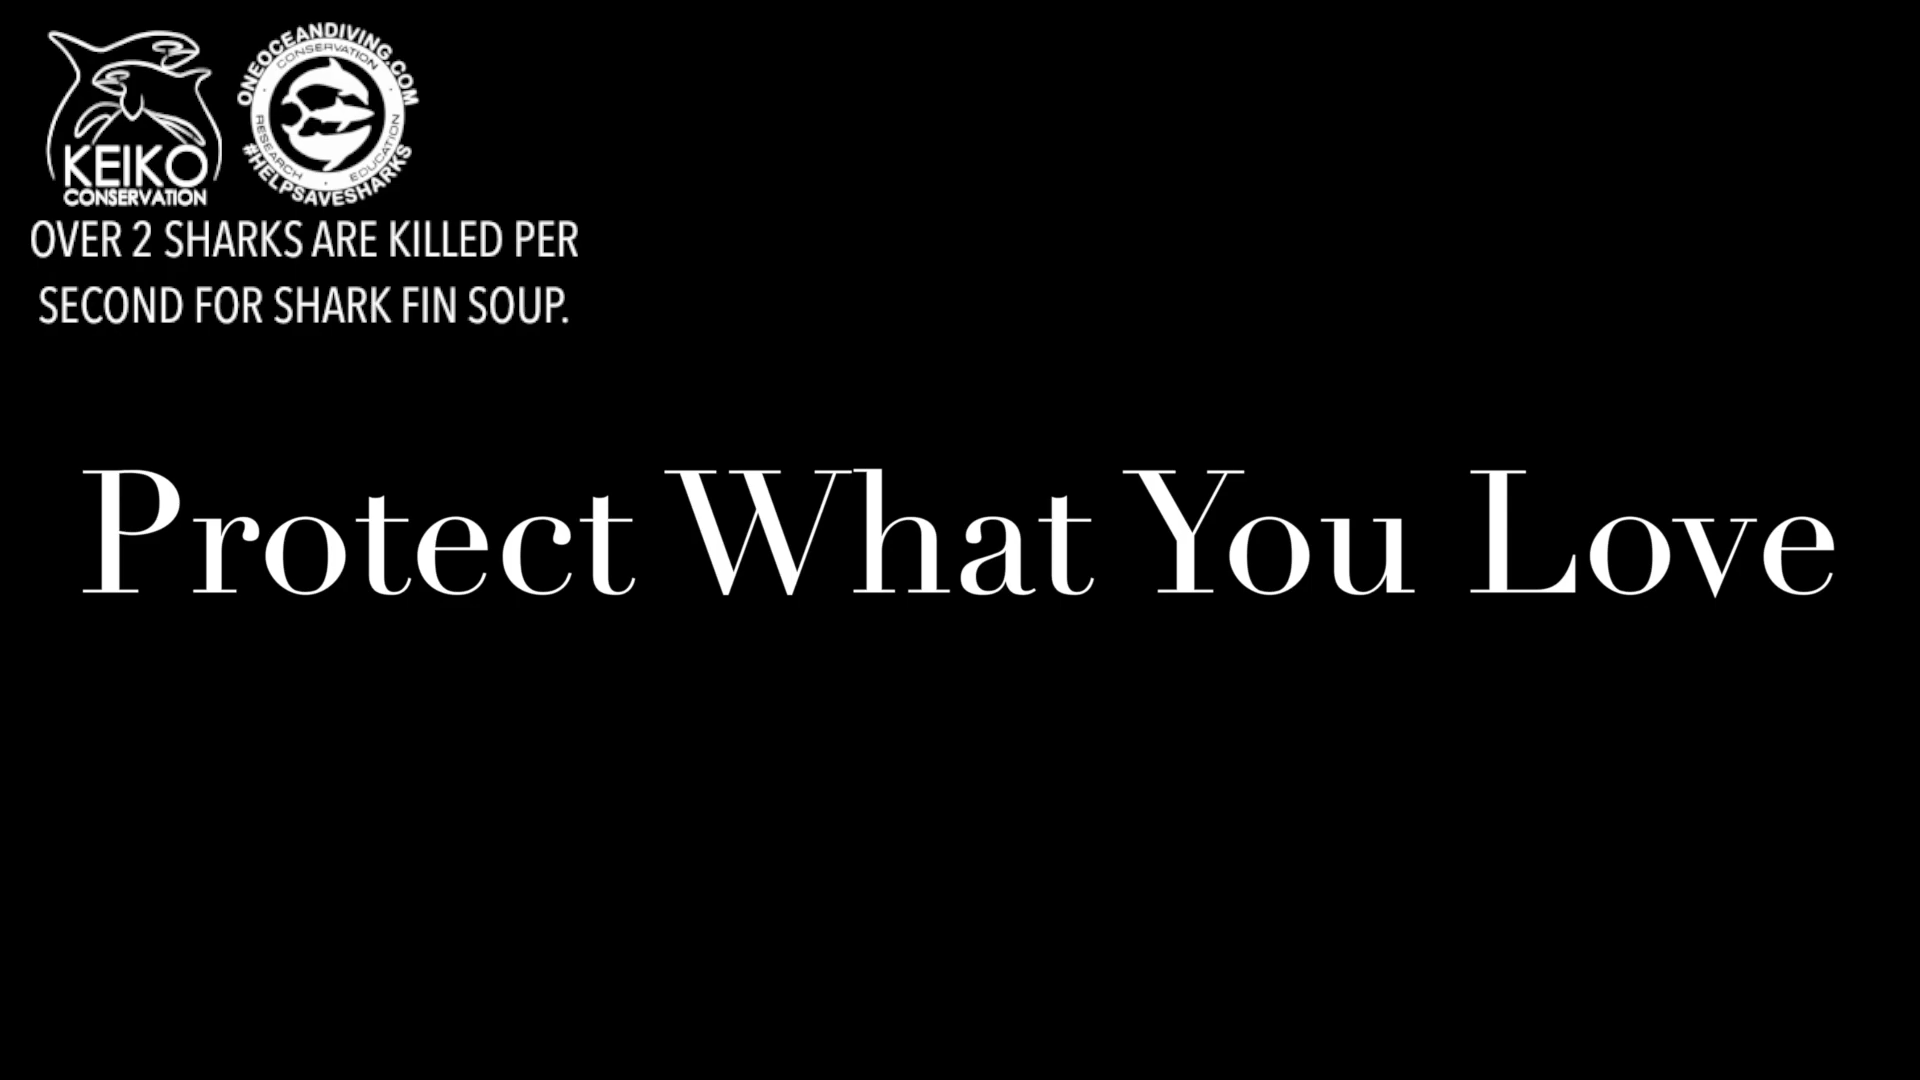 KEIKO
CONSERVATION
ONEOCEANDIVING.COM
CONSERVATION
RESEARCH · EDUCATION
#HELPSAVESHARKS
OVER 2 SHARKS ARE KILLED PER
SECOND FOR SHARK FIN SOUP.
Protect What You Love